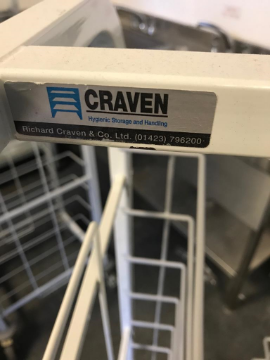 CRAVEN
Hygienic Storage and Handling
Richard Craven & Co. Ltd. (01423) 796200